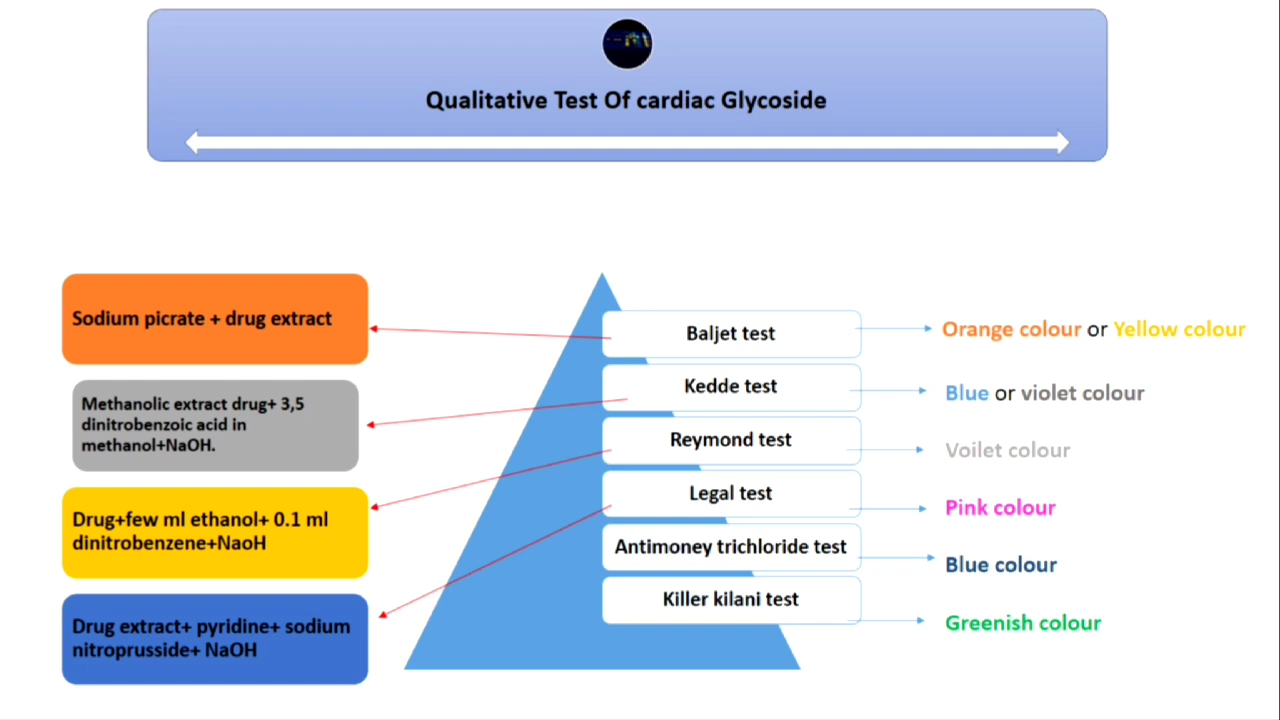 Qualitative Test Of cardiac Glycoside
Sodium picrate + drug extract
Methanolic extract drug+ 3,5
dinitrobenzoic acid in
methanol+NaOH.
Drug+few ml ethanol+ 0.1 ml
dinitrobenzene+NaoH
Drug extract+ pyridine+ sodium
nitroprusside+ NaOH
Baljet test
Kedde test
Reymond test
Legal test
Antimoney trichloride test
Killer kilani test
Orange colour or Yellow colour
Blue or violet colour
Voilet colour
Pink colour
Blue colour
Greenish colour